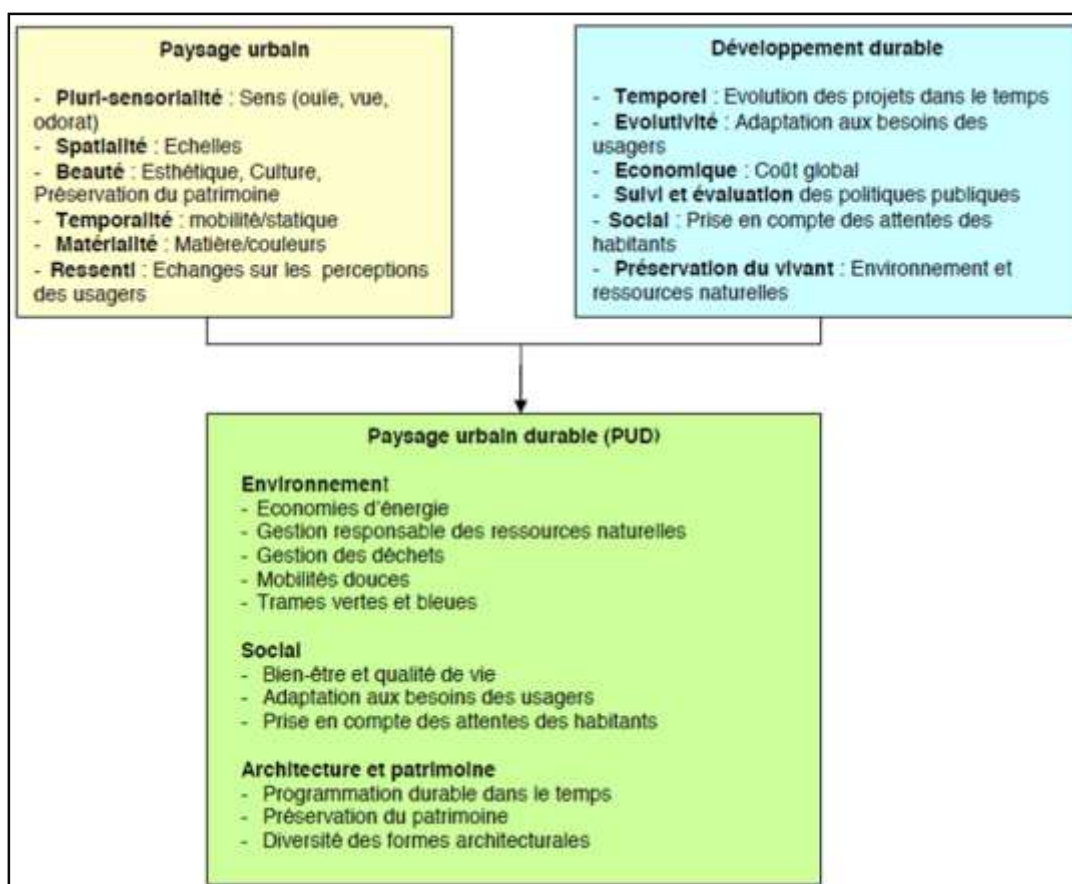 Paysage urbain
- Pluri-sensorialité : Sens (ouïe, vue,
odorat)
- Spatialité : Echelles
- Beauté : Esthétique, Culture,
Préservation du patrimoine
- Temporalité : mobilité/statique
- Matérialité : Matière/couleurs
- Ressenti : Echanges sur les perceptions
des usagers
Développement durable
- Temporel : Evolution des projets dans le temps
- Evolutivité : Adaptation aux besoins des
usagers
- Economique : Coût global
- Suivi et évaluation des politiques publiques
- Social : Prise en compte des attentes des
habitants
- Préservation du vivant : Environnement et
ressources naturelles
Paysage urbain durable (PUD)
Environnement
- Economies d'énergie
- Gestion responsable des ressources naturelles
- Gestion des déchets
- Mobilités douces
- Trames vertes et bleues
Social
- Bien-être et qualité de vie
- Adaptation aux besoins des usagers
- Prise en compte des attentes des habitants
Architecture et patrimoine
- Programmation durable dans le temps
- Préservation du patrimoine
- Diversité des formes architecturales